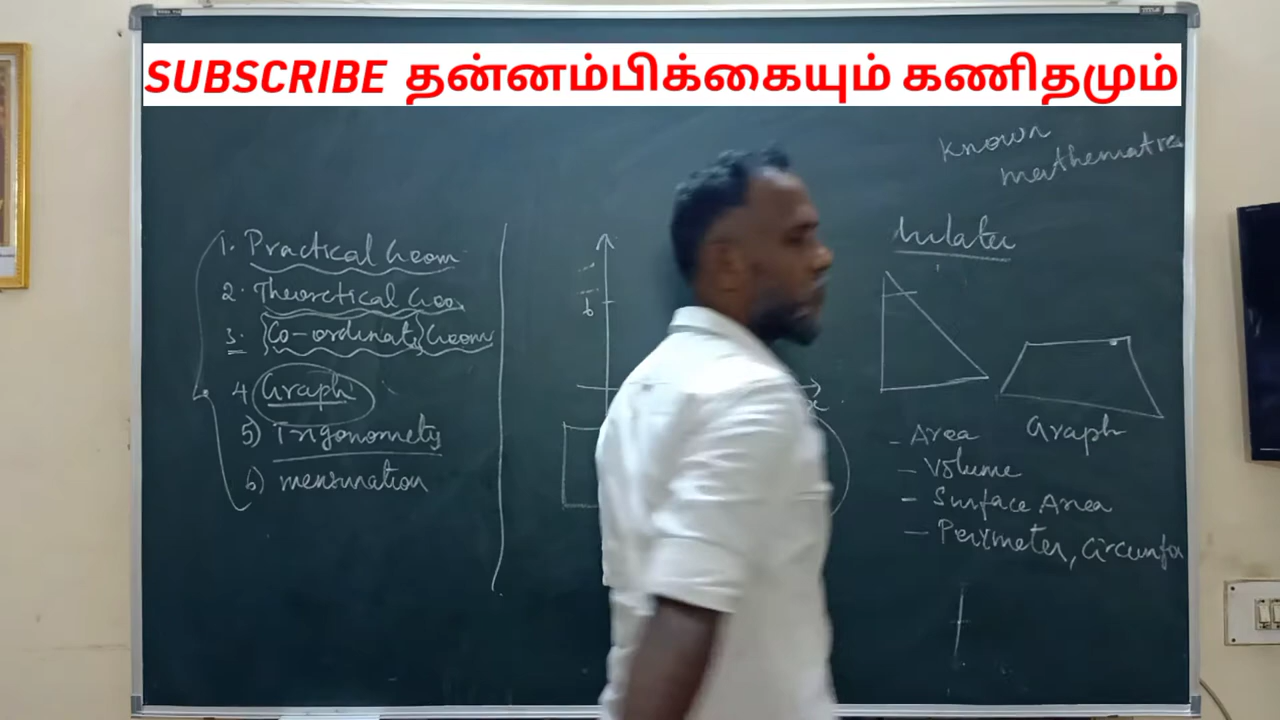 SUBSCRIBE தன்னம்பிக்கையும் கணிதமும்
Known
mathematics
1. Practical Geom
2. Theoretical Geo
3. {Co-ordinate} Geom
4 Graph
5) Trigonometry
6) mensuration
b
x
Graph
- Area
- Volume
- Surface Area
- Perimeter, Circumfe